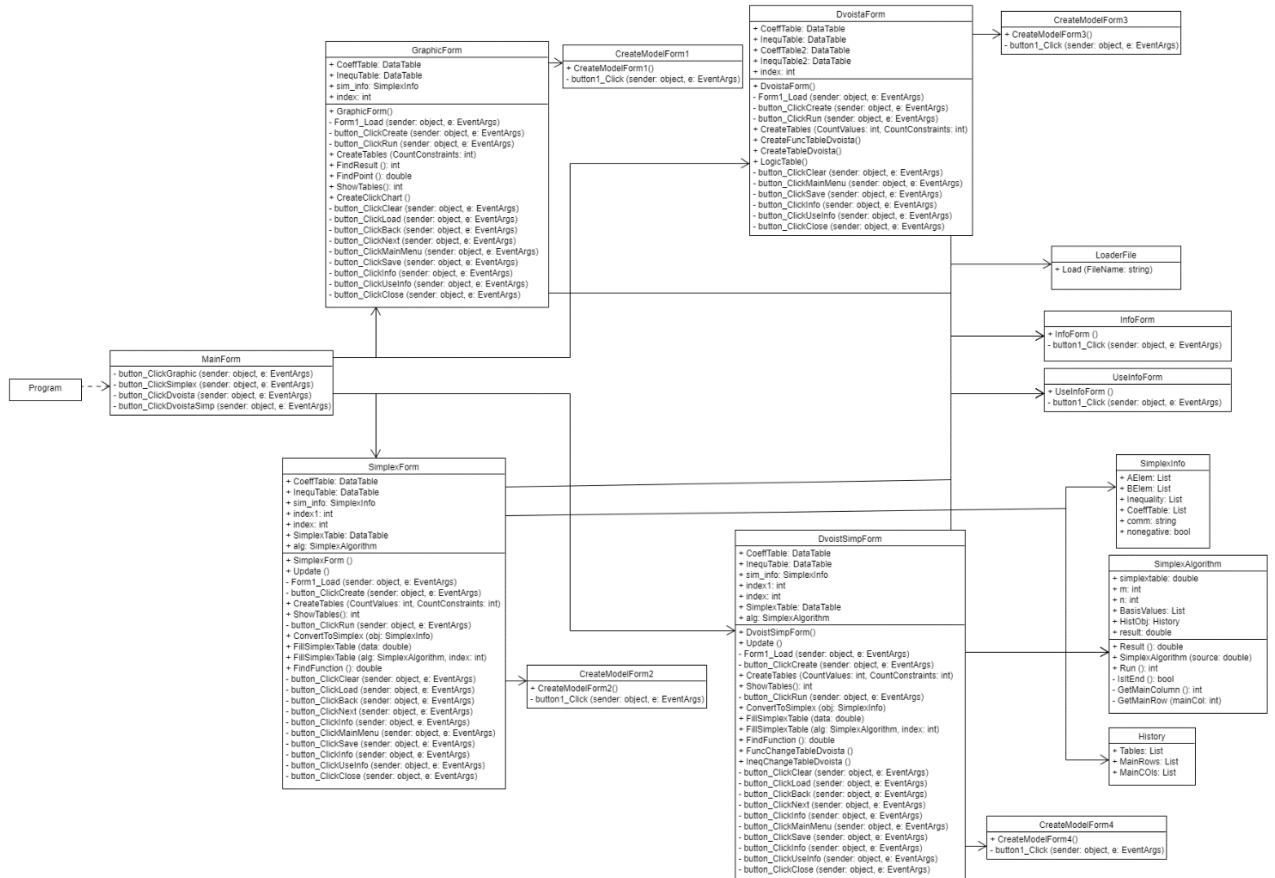 DvoistaForm
+ CoeffTable: DataTable
+ InequTable: DataTable
+ CoeffTable2: DataTable
+ InequTable2: DataTable
+ index: int
+ DvoistaForm()
- Form1_Load (sender: object, e: EventArgs)
- button_ClickCreate (sender: object, e: EventArgs)
- button_ClickRun (sender: object, e: EventArgs)
+ CreateTables (CountValues: int, CountConstraints: int)
+ CreateFuncTableDvoista()
+ CreateTableDvoista()
+ LogicTable()
- button_ClickClear (sender: object, e: EventArgs)
- button_ClickMainMenu (sender: object, e: EventArgs)
- button_ClickSave (sender: object, e: EventArgs)
- button_ClickInfo (sender: object, e: EventArgs)
- button_ClickUseInfo (sender: object, e: EventArgs)
- button_ClickClose (sender: object, e: EventArgs)
CreateModelForm3
+ CreateModelForm3()
- button1_Click (sender: object, e: EventArgs)
GraphicForm
+ CoeffTable: DataTable
+ InequTable: DataTable
+ sim_info: SimplexInfo
+ index: int
+ GraphicForm()
- Form1_Load (sender: object, e: EventArgs)
- button_ClickCreate (sender: object, e: EventArgs)
- button_ClickRun (sender: object, e: EventArgs)
+ CreateTables (CountConstraints: int)
+ FindResult (): int
+ FindPoint (): double
+ ShowTables(): int
+ CreateClickChart ()
- button_ClickClear (sender: object, e: EventArgs)
- button_ClickLoad (sender: object, e: EventArgs)
- button_ClickBack (sender: object, e: EventArgs)
- button_ClickNext (sender: object, e: EventArgs)
- button_ClickMainMenu (sender: object, e: EventArgs)
- button_ClickSave (sender: object, e: EventArgs)
- button_ClickInfo (sender: object, e: EventArgs)
- button_ClickUseInfo (sender: object, e: EventArgs)
- button_ClickClose (sender: object, e: EventArgs)
CreateModelForm1
+ CreateModelForm1()
- button1_Click (sender: object, e: EventArgs)
LoaderFile
+ Load (FileName: string)
InfoForm
+ InfoForm ()
- button1_Click (sender: object, e: EventArgs)
UseInfoForm
+ UseInfoForm ()
- button1_Click (sender: object, e: EventArgs)
Program
MainForm
- button_ClickGraphic (sender: object, e: EventArgs)
- button_ClickSimplex (sender: object, e: EventArgs)
- button_ClickDvoista (sender: object, e: EventArgs)
- button_ClickDvoistaSimp (sender: object, e: EventArgs)
SimplexForm
+ CoeffTable: DataTable
+ InequTable: DataTable
+ sim_info: SimplexInfo
+ index1: int
+ index: int
+ SimplexTable: DataTable
+ alg: SimplexAlgorithm
+ SimplexForm ()
+ Update ()
- Form1_Load (sender: object, e: EventArgs)
- button_ClickCreate (sender: object, e: EventArgs)
+ CreateTables (CountValues: int, CountConstraints: int)
+ ShowTables(): int
- button_ClickRun (sender: object, e: EventArgs)
+ ConvertToSimplex (obj: SimplexInfo)
+ FillSimplexTable (data: double)
+ FillSimplexTable (alg: SimplexAlgorithm, index: int)
+ FindFunction (): double
- button_ClickClear (sender: object, e: EventArgs)
- button_ClickLoad (sender: object, e: EventArgs)
- button_ClickBack (sender: object, e: EventArgs)
- button_ClickNext (sender: object, e: EventArgs)
- button_ClickInfo (sender: object, e: EventArgs)
- button_ClickMainMenu (sender: object, e: EventArgs)
- button_ClickSave (sender: object, e: EventArgs)
- button_ClickInfo (sender: object, e: EventArgs)
- button_ClickUseInfo (sender: object, e: EventArgs)
- button_ClickClose (sender: object, e: EventArgs)
CreateModelForm2
+ CreateModelForm2()
- button1_Click (sender: object, e: EventArgs)
SimplexInfo
+ AElem: List
+ BElem: List
+ Inequality: List
+ CoeffTable: List
+ comm: string
+ nonegative: bool
DvoistSimpForm
+ CoeffTable: DataTable
+ InequTable: DataTable
+ sim_info: SimplexInfo
+ index1: int
+ index: int
+ SimplexTable: DataTable
+ alg: SimplexAlgorithm
+ DvoistSimpForm()
+ Update ()
- Form1_Load (sender: object, e: EventArgs)
- button_ClickCreate (sender: object, e: EventArgs)
+ CreateTables (CountValues: int, CountConstraints: int)
+ ShowTables(): int
- button_ClickRun (sender: object, e: EventArgs)
+ ConvertToSimplex (obj: SimplexInfo)
+ FillSimplexTable (data: double)
+ FillSimplexTable (alg: SimplexAlgorithm, index: int)
+ FindFunction (): double
+ FuncChangeTableDvoista ()
+ IneqChangeTableDvoista ()
- button_ClickClear (sender: object, e: EventArgs)
- button_ClickLoad (sender: object, e: EventArgs)
- button_ClickBack (sender: object, e: EventArgs)
- button_ClickNext (sender: object, e: EventArgs)
- button_ClickInfo (sender: object, e: EventArgs)
- button_ClickMainMenu (sender: object, e: EventArgs)
- button_ClickSave (sender: object, e: EventArgs)
- button_ClickInfo (sender: object, e: EventArgs)
- button_ClickUseInfo (sender: object, e: EventArgs)
- button_ClickClose (sender: object, e: EventArgs)
SimplexAlgorithm
+ simplextable: double
+ m: int
+ n: int
+ BasisValues: List
+ HistObj: History
+ result: double
+ Result (): double
+ SimplexAlgorithm (source: double)
+ Run (): int
- IsItEnd (): bool
- GetMainColumn (): int
- GetMainRow (mainCol: int)
History
+ Tables: List
+ MainRows: List
+ MainCOls: List
CreateModelForm4
+ CreateModelForm4()
- button1_Click (sender: object, e: EventArgs)